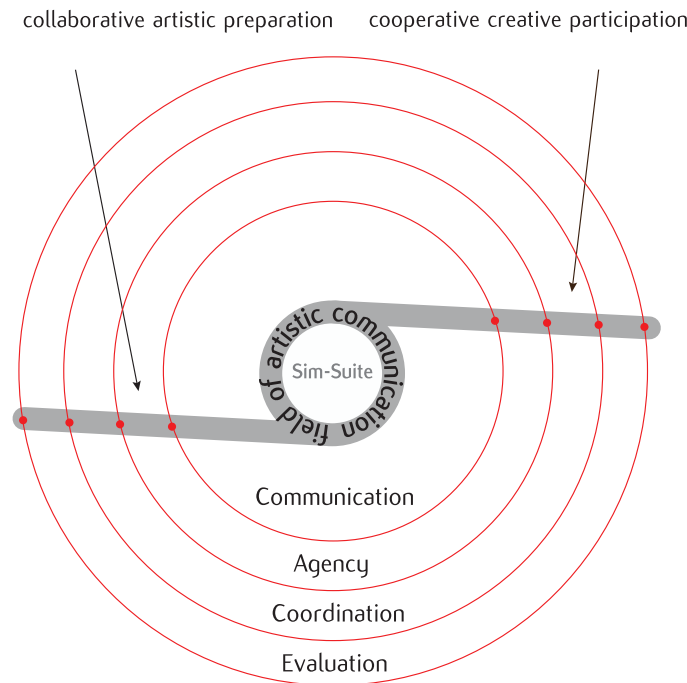 collaborative artistic preparation
cooperative creative participation
field of artistic communication
Sim-Suite
Communication
Agency
Coordination
Evaluation